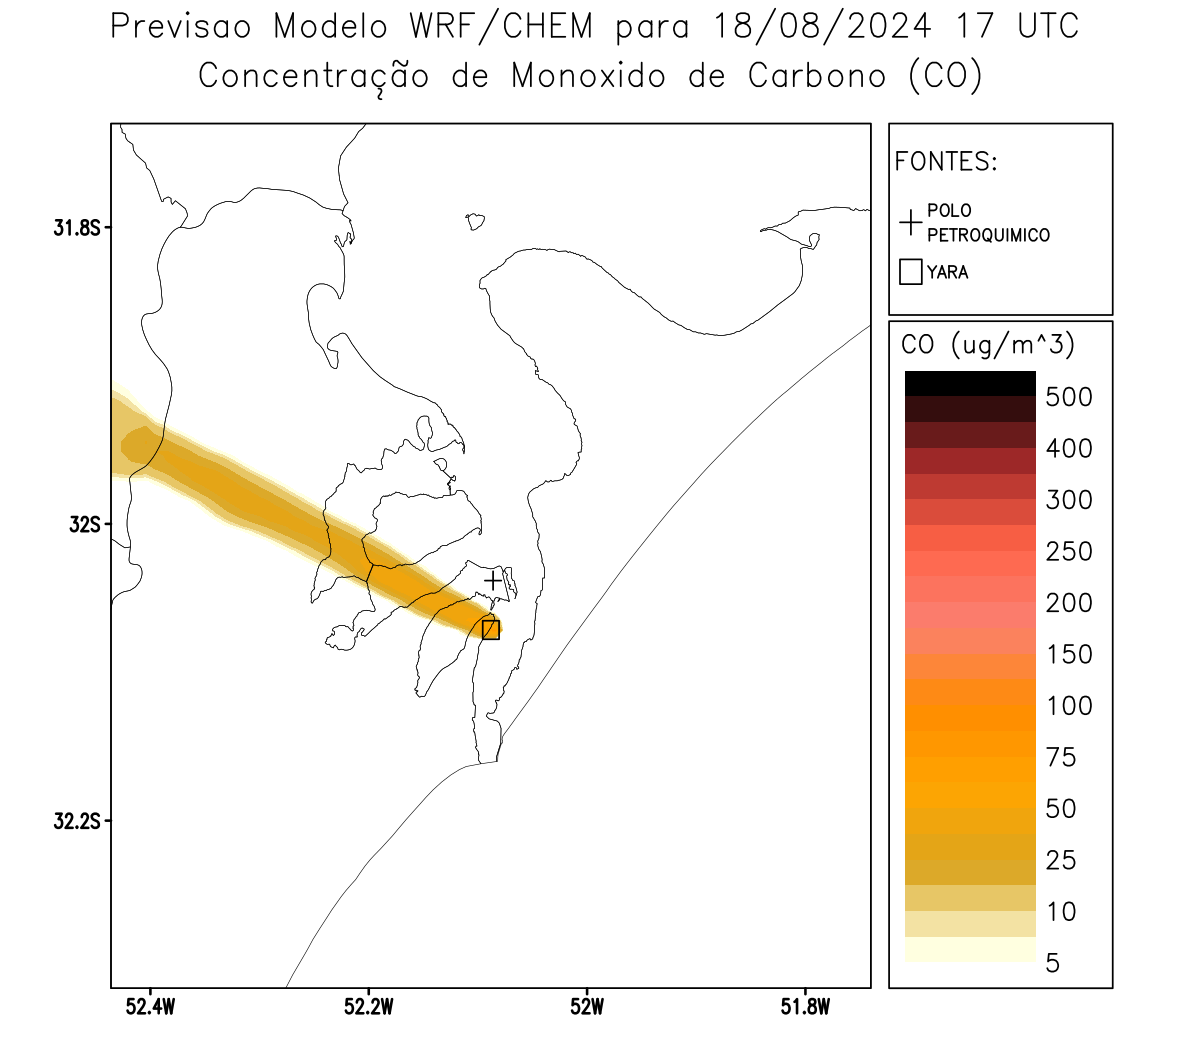 Previsao Modelo WRF/CHEM para 18/08/2024 17 UTC
Concentração de Monoxido de Carbono (CO)
FONTES:
POLO
PETROQUIMICO
YARA
31.8S
32S
32.2S
52.4W
52.2W
52W
51.8W
CO (ug/m^3)
500
400
300
250
200
150
100
75
50
25
10
5